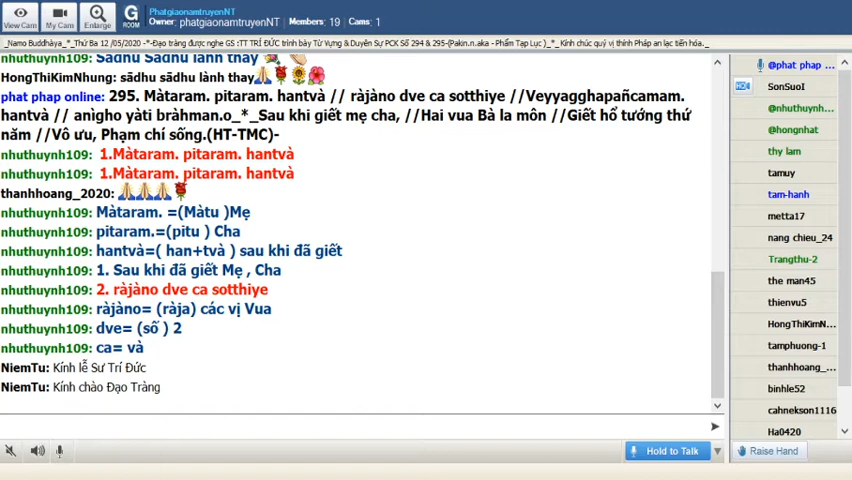 PhatgiaonamtruyenNT
Owner: phatgiaonamtruyenNT Members: 19 Cams: 1
View Cam
My Cam
Enlarge
G
ROOM
_Namo Buddhàya_*_Thứ Ba 12 /05/2020 -*-Đạo tràng được nghe GS :TT TRÍ ĐỨC trình bày Từ Vựng & Duyên Sự PCK Số 294 & 295-(Pakin.n.aka - Phẩm Tạp Lục )_*_Kính chúc quý vị thính Pháp an lạc tiến hóa._
Sādhu Sādhu lành thay
HongThiKimNhung: sādhu sādhu lành thay
phat phap online: 295. Màtaram. pitaram. hantvà // ràjàno dve ca sotthiye //Veyyagghapañcamam.
hantvà // anìgho yàti bràhman.o_*_Sau khi giết mẹ cha, //Hai vua Bà la môn //Giết hổ tướng thứ
năm //Vô ưu, Phạm chí sống.(HT-TMC)-
nhuthuynh109: 1.Màtaram. pitaram. hantvà
nhuthuynh109: 1.Màtaram. pitaram. hantvà
thanhhoang_2020:
nhuthuynh109: Màtaram. =(Màtu )Mẹ
nhuthuynh109: pitaram.=(pitu ) Cha
nhuthuynh109: hantvà=( han+tvà ) sau khi đã giết
nhuthuynh109: 1. Sau khi đã giết Mẹ , Cha
nhuthuynh109: 2. ràjàno dve ca sotthiye
nhuthuynh109: ràjàno= (ràja) các vị Vua
nhuthuynh109: dve= (số ) 2
nhuthuynh109: ca= và
NiemTu: Kính lễ Sư Trí Đức
NiemTu: Kính chào Đạo Tràng
@phat phap ...
HD
SonSuoI
@nhuthuynh...
@hongnhat
thy lam
tamuy
tam-hanh
metta17
nang chieu_24
Trangthu-2
the man45
thienvu5
HongThiKimN...
tamphuong-1
thanhhoang_...
binhle52
cahnekson1116
Ha0420
Hold to Talk
Raise Hand